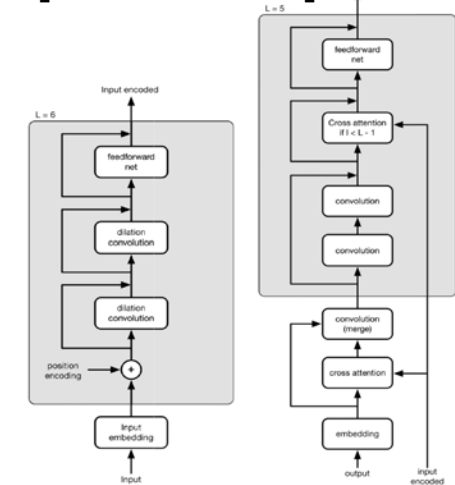 Input encoded
L = 6
feedforward
net
dilation
convolution
dilation
convolution
position
encoding
+
Input
embedding
Input
L = 5
feedforward
net
Cross attention
if l < L - 1
convolution
convolution
convolution
(merge)
cross attention
embedding
output
input
encoded